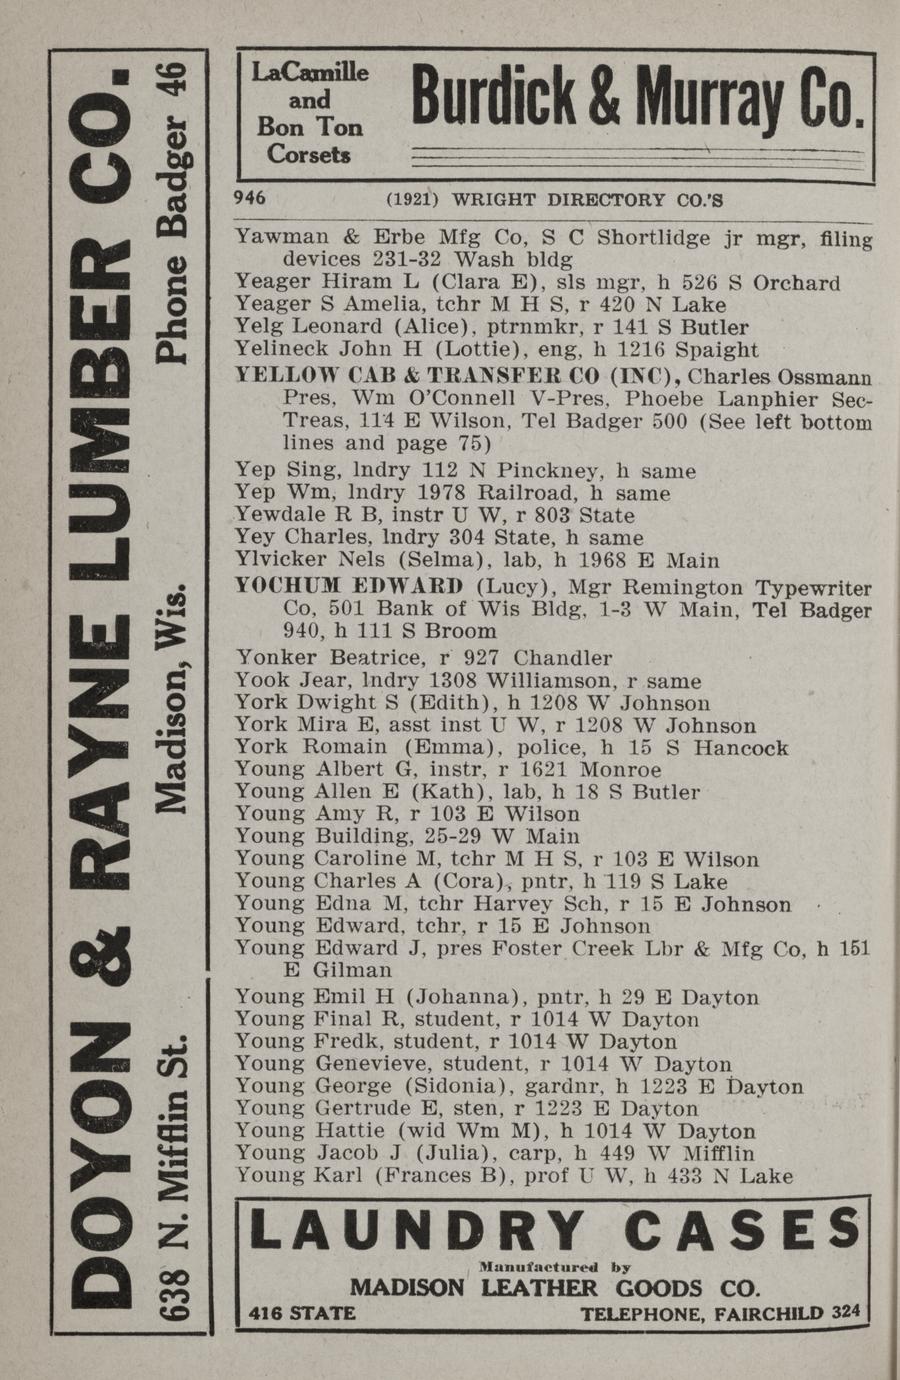 DOYON & RAYNE LUMBER CO.
638 N. Mifflin St. Madison, Wis. Phone Badger 46
LaCamille
and
Bon Ton
Corsets
Burdick & Murray Co.
946 (1921) WRIGHT DIRECTORY CO.'S
Yawman & Erbe Mfg Co, S C Shortlidge jr mgr, filing
devices 231-32 Wash bldg
Yeager Hiram L (Clara E), sls mgr, h 526 S Orchard
Yeager S Amelia, tchr M H S, r 420 N Lake
Yelg Leonard (Alice), ptrnmkr, r 141 S Butler
Yelineck John H (Lottie), eng, h 1216 Spaight
YELLOW CAB & TRANSFER CO (INC), Charles Ossmann
Pres, Wm O'Connell V-Pres, Phoebe Lanphier Sec-
Treas, 114 E Wilson, Tel Badger 500 (See left bottom
lines and page 75)
Yep Sing, lndry 112 N Pinckney, h same
Yep Wm, lndry 1978 Railroad, h same
Yewdale R B, instr U W, r 803 State
Yey Charles, lndry 304 State, h same
Ylvicker Nels (Selma), lab, h 1968 E Main
YOCHUM EDWARD (Lucy), Mgr Remington Typewriter
Co, 501 Bank of Wis Bldg, 1-3 W Main, Tel Badger
940, h 111 S Broom
Yonker Beatrice, r 927 Chandler
Yook Jear, lndry 1308 Williamson, r same
York Dwight S (Edith), h 1208 W Johnson
York Mira E, asst inst U W, r 1208 W Johnson
York Romain (Emma), police, h 15 S Hancock
Young Albert G, instr, r 1621 Monroe
Young Allen E (Kath), lab, h 18 S Butler
Young Amy R, r 103 E Wilson
Young Building, 25-29 W Main
Young Caroline M, tchr M H S, r 103 E Wilson
Young Charles A (Cora), pntr, h 119 S Lake
Young Edna M, tchr Harvey Sch, r 15 E Johnson
Young Edward, tchr, r 15 E Johnson
Young Edward J, pres Foster Creek Lbr & Mfg Co, h 151
E Gilman
Young Emil H (Johanna), pntr, h 29 E Dayton
Young Final R, student, r 1014 W Dayton
Young Fredk, student, r 1014 W Dayton
Young Genevieve, student, r 1014 W Dayton
Young George (Sidonia), gardnr, h 1223 E Dayton
Young Gertrude E, sten, r 1223 E Dayton
Young Hattie (wid Wm M), h 1014 W Dayton
Young Jacob J (Julia), carp, h 449 W Mifflin
Young Karl (Frances B), prof U W, h 433 N Lake
LAUNDRY CASES
Manufactured by
MADISON LEATHER GOODS CO.
416 STATE TELEPHONE, FAIRCHILD 324